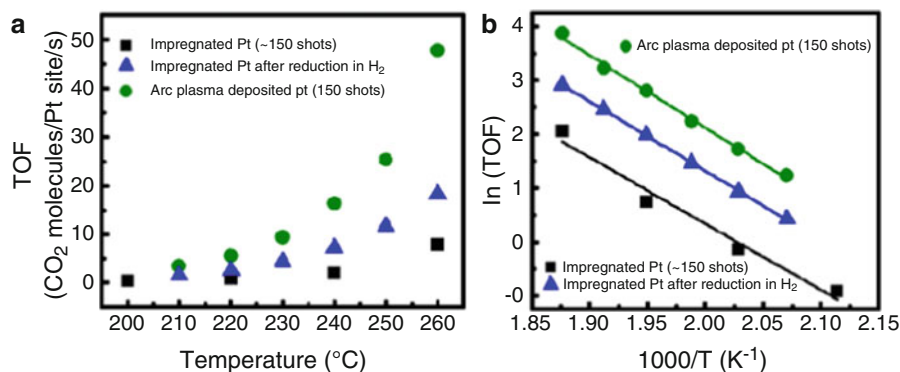 a
TOF
(CO₂ molecules/Pt site/s)
50
40
30
20
10
0
Impregnated Pt (~150 shots)
Impregnated Pt after reduction in H₂
Arc plasma deposited pt (150 shots)
200 210 220 230 240 250 260
Temperature (°C)
b
ln (TOF)
4
3
2
1
0
-0
Arc plasma deposited pt (150 shots)
Impregnated Pt (~150 shots)
Impregnated Pt after reduction in H₂
1.85 1.90 1.95 2.00 2.05 2.10 2.15
1000/T (K⁻¹)